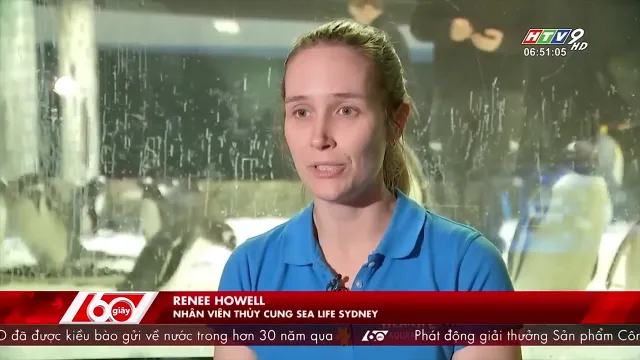 HTV9 HD
06:51:05
60 giây
RENEE HOWELL
NHÂN VIÊN THỦY CUNG SEA LIFE SYDNEY
D đã được kiều bào gửi về nước trong hơn 30 năm qua 60 Phát động giải thưởng Sản phẩm Côn